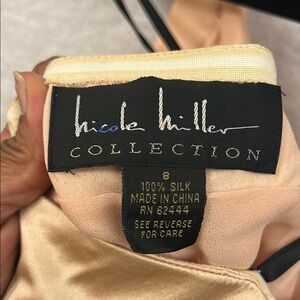 nicole miller
COLLECTION
8
100% SILK
MADE IN CHINA
RN 62444
SEE REVERSE
FOR CARE